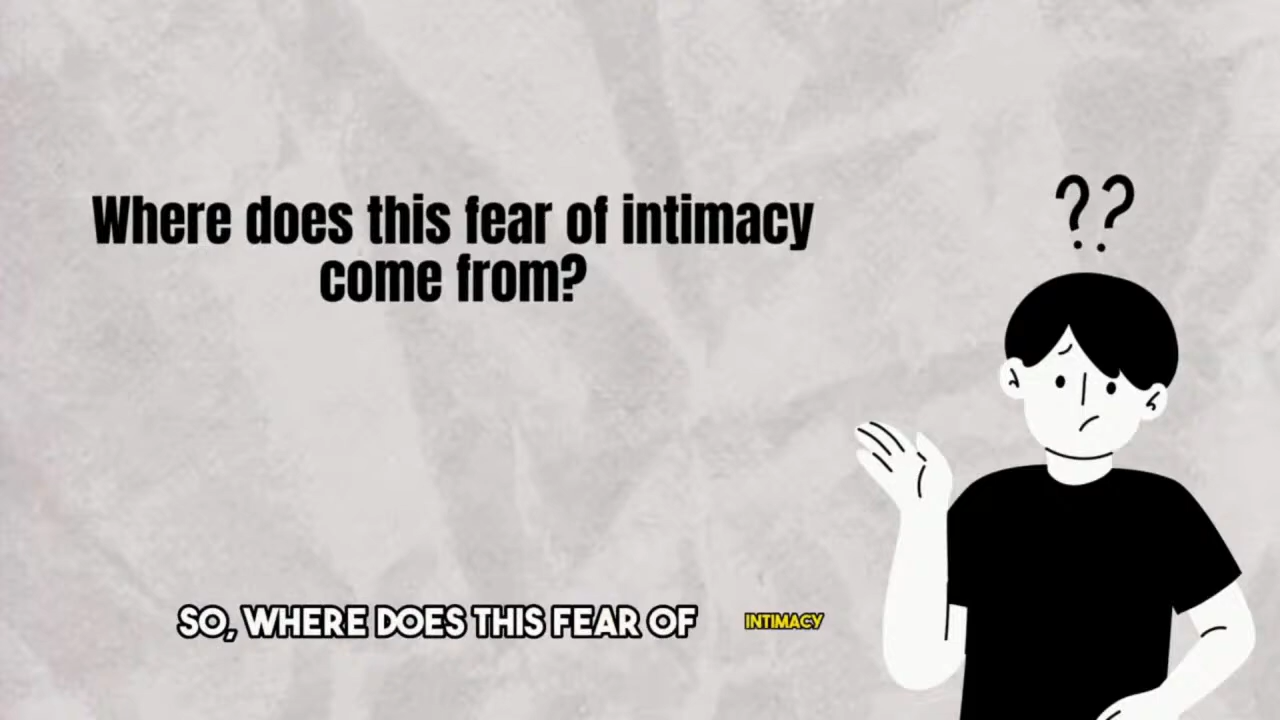 ??
Where does this fear of intimacy
come from?
SO, WHERE DOES THIS FEAR OF INTIMACY